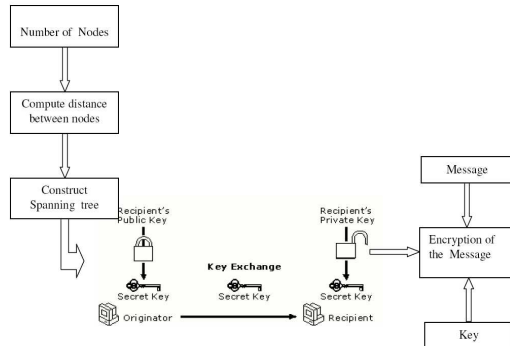 Number of Nodes
Compute distance
between nodes
Construct
Spanning tree
Recipient's
Public Key
Recipient's
Private Key
Key Exchange
Secret Key
Secret Key
Secret Key
Originator
Recipient
Message
Encryption of
the Message
Key